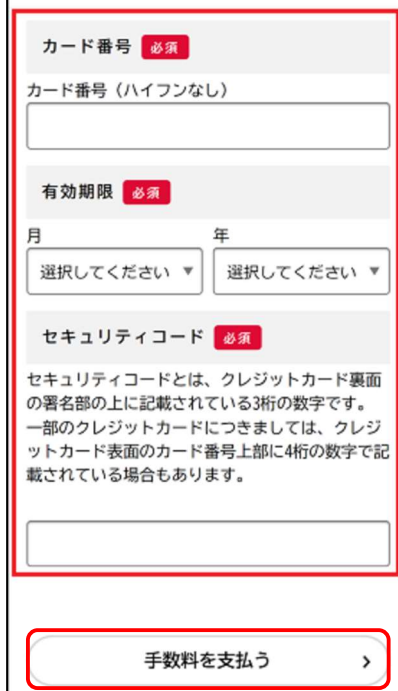 カード番号 必須
カード番号（ハイフンなし）
有効期限 必須
月 年
選択してください ▼ 選択してください ▼
セキュリティコード 必須
セキュリティコードとは、クレジットカード裏面
の署名部の上に記載されている3桁の数字です。
一部のクレジットカードにつきましては、クレジ
ットカード表面のカード番号上部に4桁の数字で記
載されている場合もあります。
手数料を支払う ›